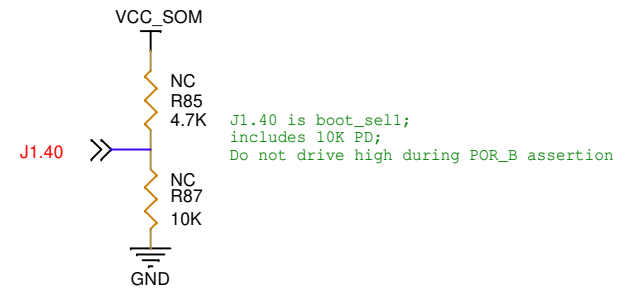 VCC_SOM
NC
R85
4.7K
J1.40 is boot_sel1;
includes 10K PD;
Do not drive high during POR_B assertion
J1.40
NC
R87
10K
GND